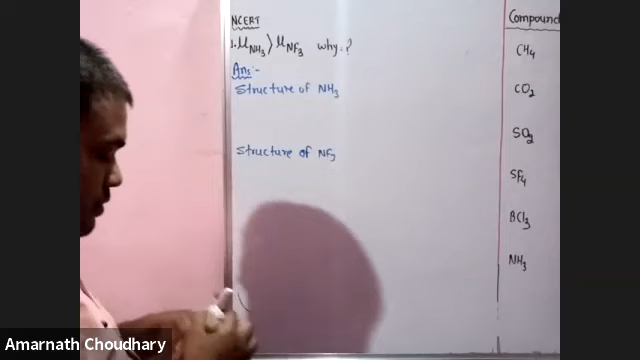 NCERT
1. μNH3 > μNF3 why?
Ans:-
Structure of NH3
Structure of NF3
Compound
CH4
CO2
SO2
SF4
BCl3
NH3
Amarnath Choudhary